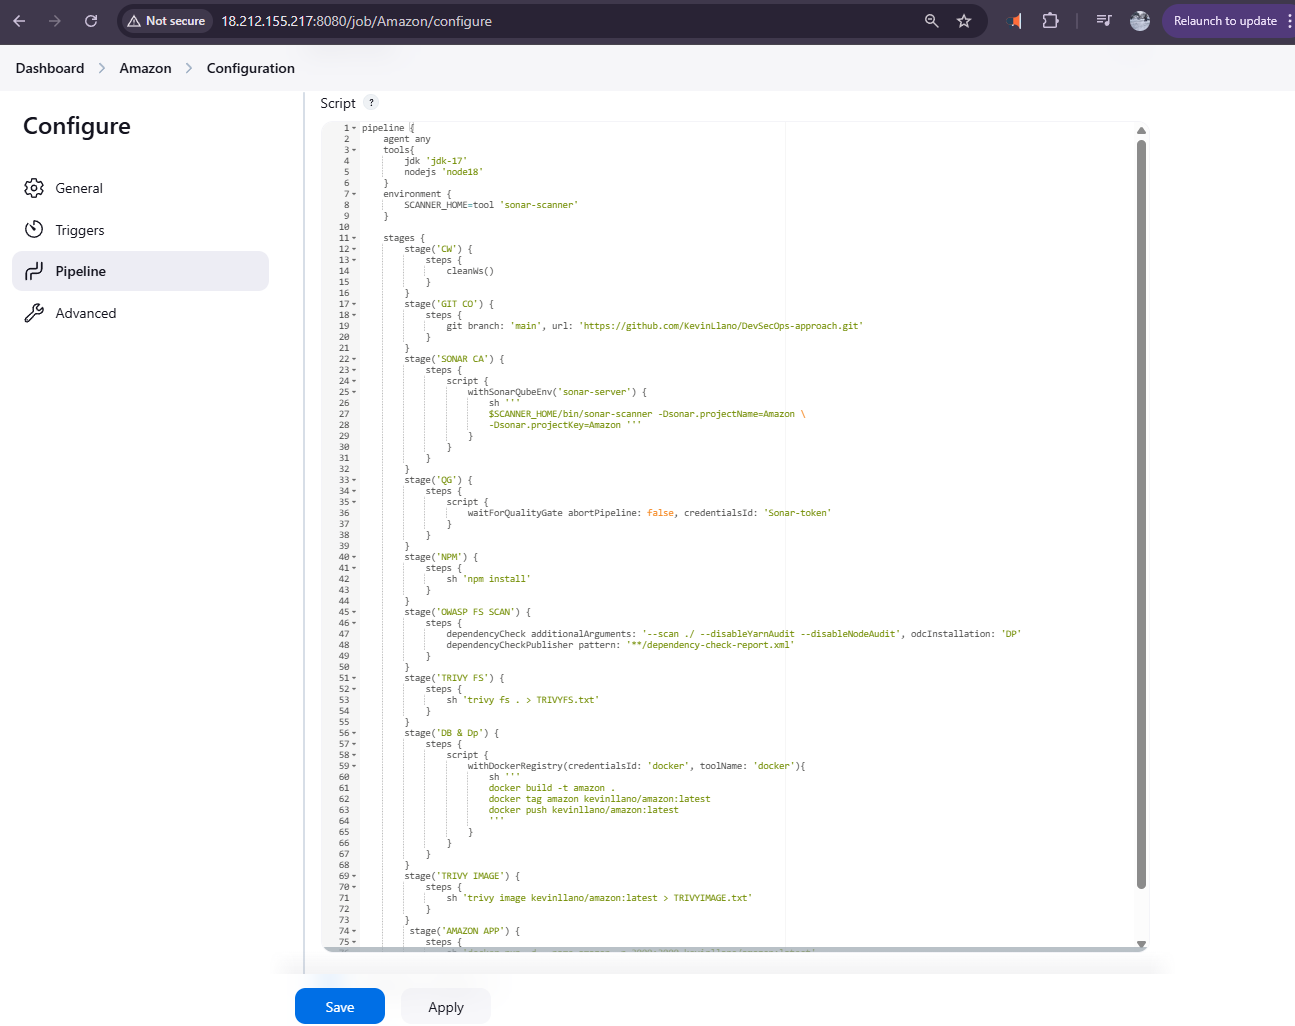 Not secure 18.212.155.217:8080/job/Amazon/configure Relaunch to update
Dashboard > Amazon > Configuration
Configure
General
Triggers
Pipeline
Advanced
Script ?
1 pipeline {
2 agent any
3 tools{
4 jdk 'jdk-17'
5 nodejs 'node18'
6 }
7 environment {
8 SCANNER_HOME=tool 'sonar-scanner'
9 }
10
11 stages {
12 stage('CW') {
13 steps {
14 cleanWs()
15 }
16 }
17 stage('GIT CO') {
18 steps {
19 git branch: 'main', url: 'https://github.com/KevinLlano/DevSecOps-approach.git'
20 }
21 }
22 stage('SONAR CA') {
23 steps {
24 script {
25 withSonarQubeEnv('sonar-server') {
26 sh '''
27 $SCANNER_HOME/bin/sonar-scanner -Dsonar.projectName=Amazon \
28 -Dsonar.projectKey=Amazon '''
29 }
30 }
31 }
32 }
33 stage('QG') {
34 steps {
35 script {
36 waitForQualityGate abortPipeline: false, credentialsId: 'Sonar-token'
37 }
38 }
39 }
40 stage('NPM') {
41 steps {
42 sh 'npm install'
43 }
44 }
45 stage('OWASP FS SCAN') {
46 steps {
47 dependencyCheck additionalArguments: '--scan ./ --disableYarnAudit --disableNodeAudit', odcInstallation: 'DP'
48 dependencyCheckPublisher pattern: '**/dependency-check-report.xml'
49 }
50 }
51 stage('TRIVY FS') {
52 steps {
53 sh 'trivy fs . > TRIVYFS.txt'
54 }
55 }
56 stage('DB & Dp') {
57 steps {
58 script {
59 withDockerRegistry(credentialsId: 'docker', toolName: 'docker'){
60 sh '''
61 docker build -t amazon .
62 docker tag amazon kevinllano/amazon:latest
63 docker push kevinllano/amazon:latest
64 '''
65 }
66 }
67 }
68 }
69 stage('TRIVY IMAGE') {
70 steps {
71 sh 'trivy image kevinllano/amazon:latest > TRIVYIMAGE.txt'
72 }
73 }
74 stage('AMAZON APP') {
75 steps {
Save
Apply